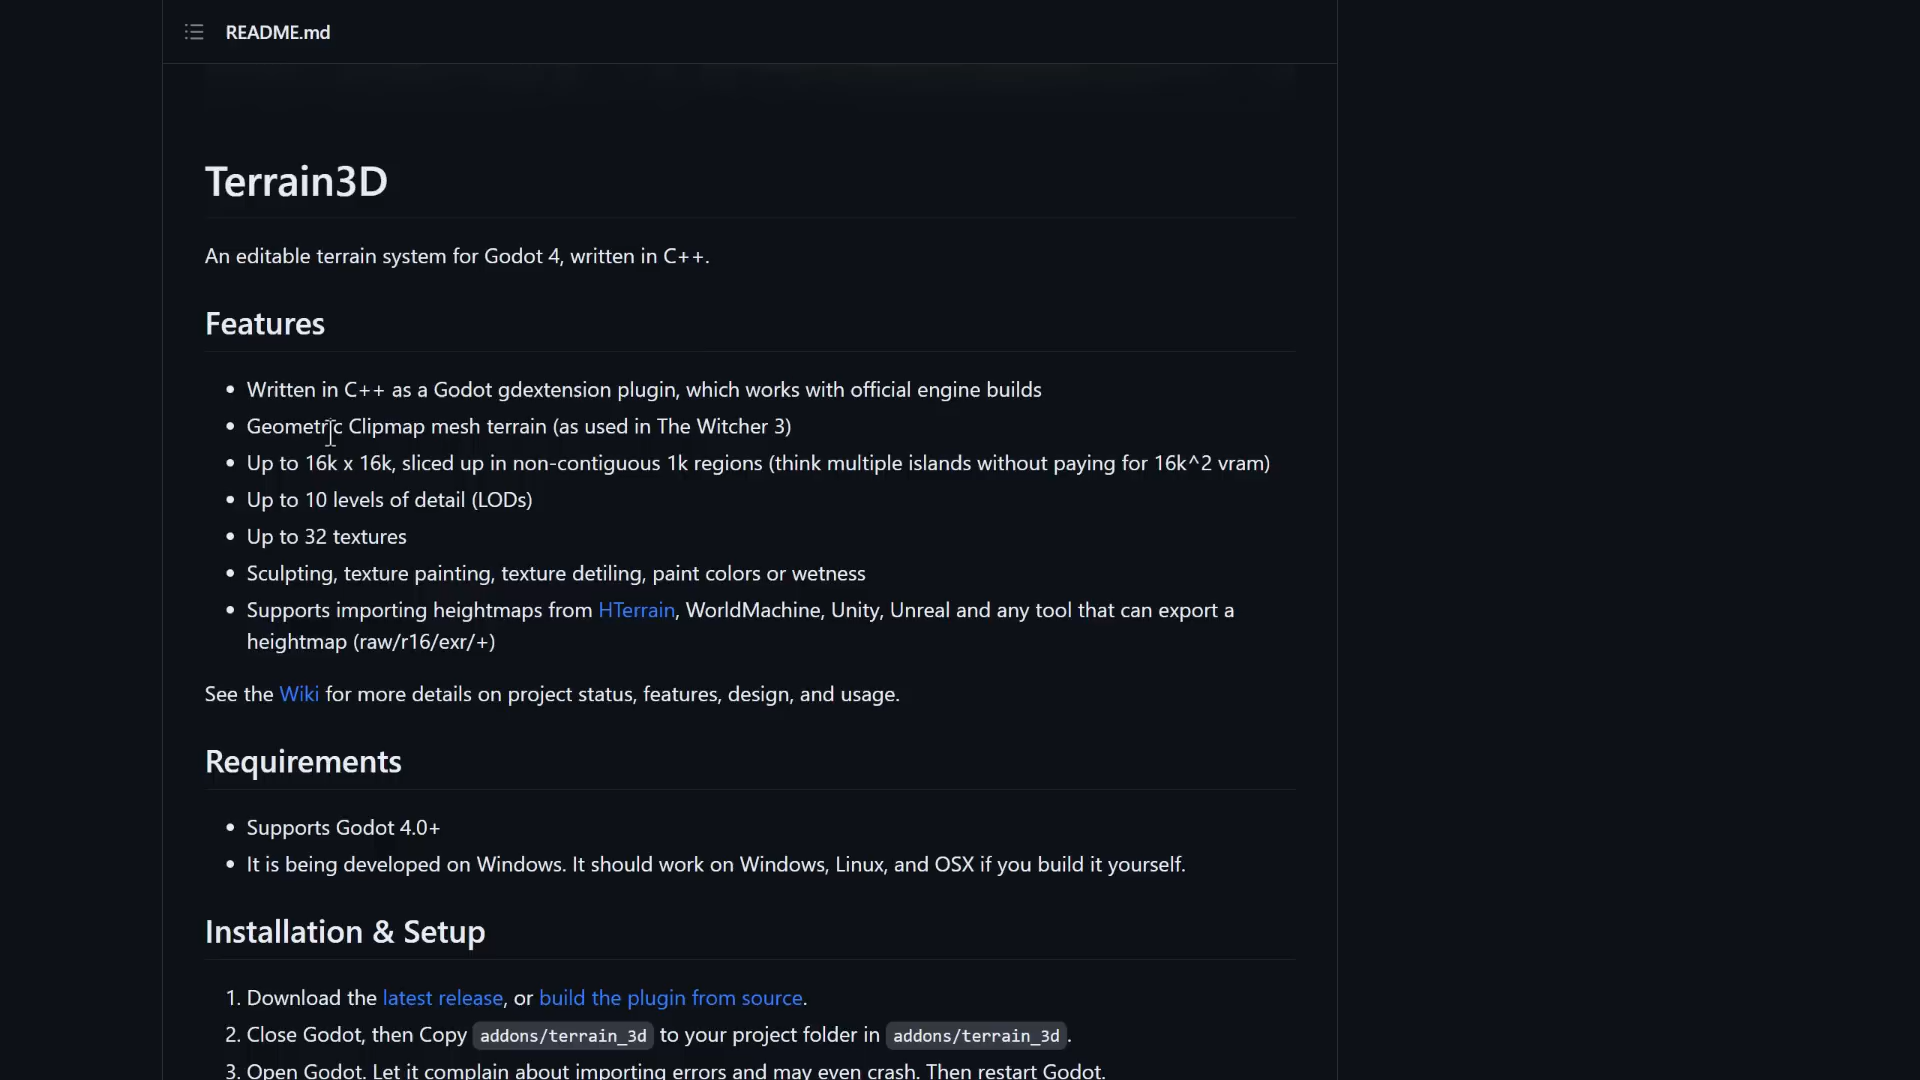 README.md
Terrain3D
An editable terrain system for Godot 4, written in C++.
Features
• Written in C++ as a Godot gdextension plugin, which works with official engine builds
• Geometric Clipmap mesh terrain (as used in The Witcher 3)
• Up to 16k x 16k, sliced up in non-contiguous 1k regions (think multiple islands without paying for 16k^2 vram)
• Up to 10 levels of detail (LODs)
• Up to 32 textures
• Sculpting, texture painting, texture detiling, paint colors or wetness
• Supports importing heightmaps from HTerrain, WorldMachine, Unity, Unreal and any tool that can export a
heightmap (raw/r16/exr/+)
See the Wiki for more details on project status, features, design, and usage.
Requirements
• Supports Godot 4.0+
• It is being developed on Windows. It should work on Windows, Linux, and OSX if you build it yourself.
Installation & Setup
1. Download the latest release, or build the plugin from source.
2. Close Godot, then Copy addons/terrain_3d to your project folder in addons/terrain_3d.
3. Open Godot. Let it complain about importing errors and may even crash. Then restart Godot.